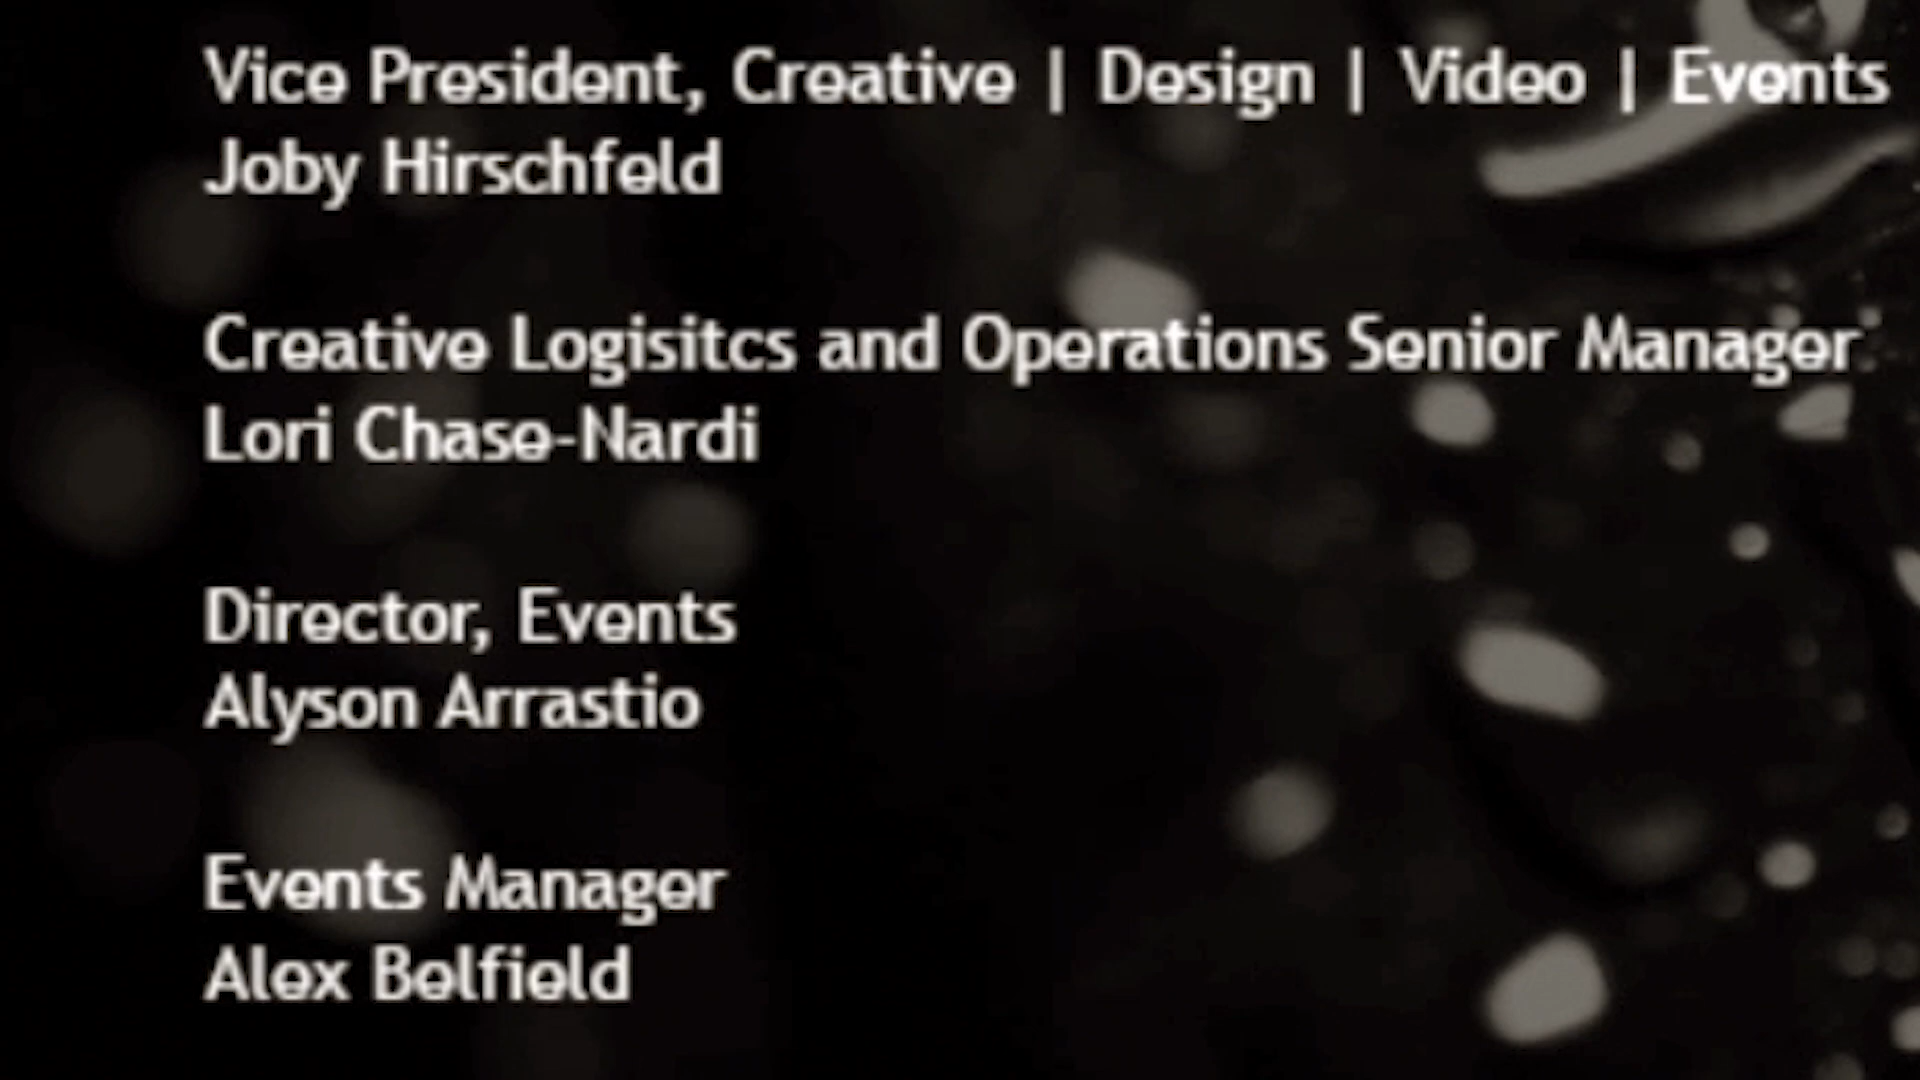 Vice President, Creative | Design | Video | Events
Joby Hirschfeld
Creative Logisitcs and Operations Senior Manager
Lori Chase-Nardi
Director, Events
Alyson Arrastio
Events Manager
Alex Belfield